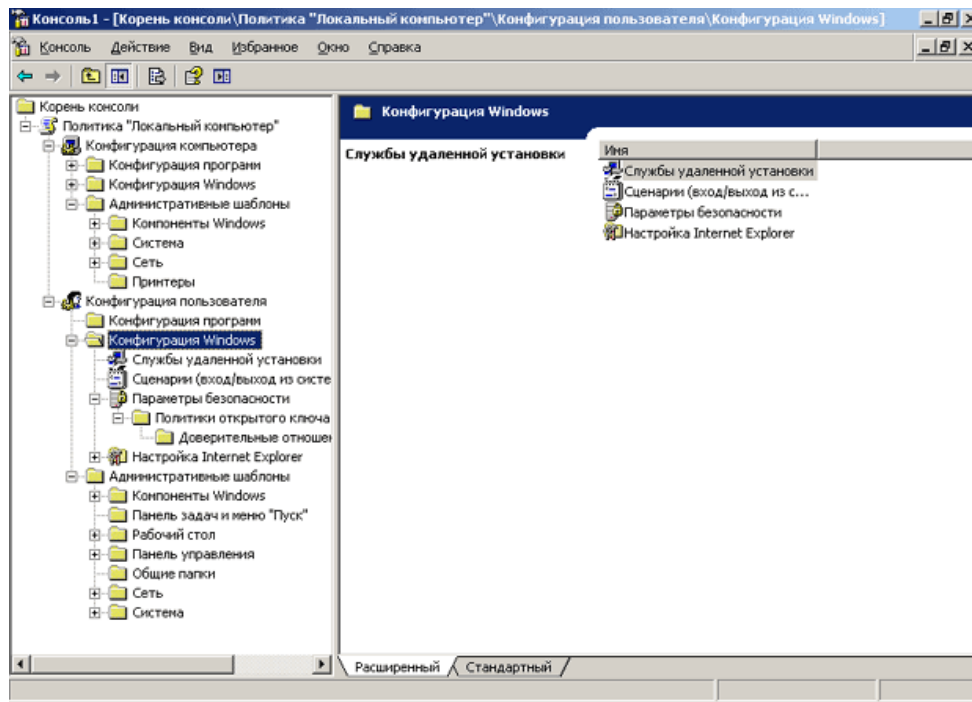 Консоль1 - [Корень консоли\Политика "Локальный компьютер"\Конфигурация пользователя\Конфигурация Windows]
Консоль Действие Вид Избранное Окно Справка
Корень консоли
Политика "Локальный компьютер"
Конфигурация компьютера
Конфигурация программ
Конфигурация Windows
Административные шаблоны
Компоненты Windows
Система
Сеть
Принтеры
Конфигурация пользователя
Конфигурация программ
Конфигурация Windows
Службы удаленной установки
Сценарии (вход/выход из систе
Параметры безопасности
Политики открытого ключа
Доверительные отношен
Настройка Internet Explorer
Административные шаблоны
Компоненты Windows
Панель задач и меню "Пуск"
Рабочий стол
Панель управления
Общие папки
Сеть
Система
Конфигурация Windows
Службы удаленной установки
Имя
Службы удаленной установки
Сценарии (вход/выход из с...
Параметры безопасности
Настройка Internet Explorer
Расширенный Стандартный